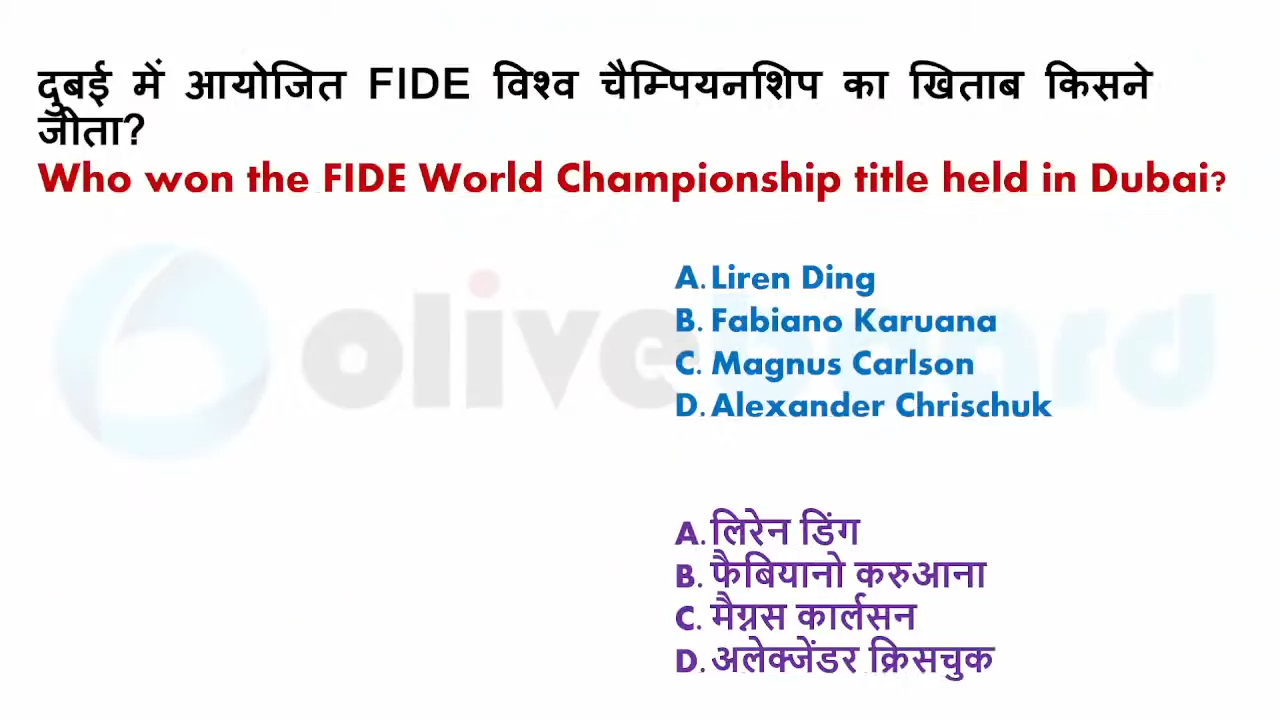 दुबई में आयोजित FIDE विश्व चैम्पियनशिप का खिताब किसने
जीता?
Who won the FIDE World Championship title held in Dubai?
oliveboard
A. Liren Ding
B. Fabiano Karuana
C. Magnus Carlson
D. Alexander Chrischuk
A. लिरेन डिंग
B. फैबियानो करुआना
C. मैग्नस कार्लसन
D. अलेक्जेंडर क्रिसचुक